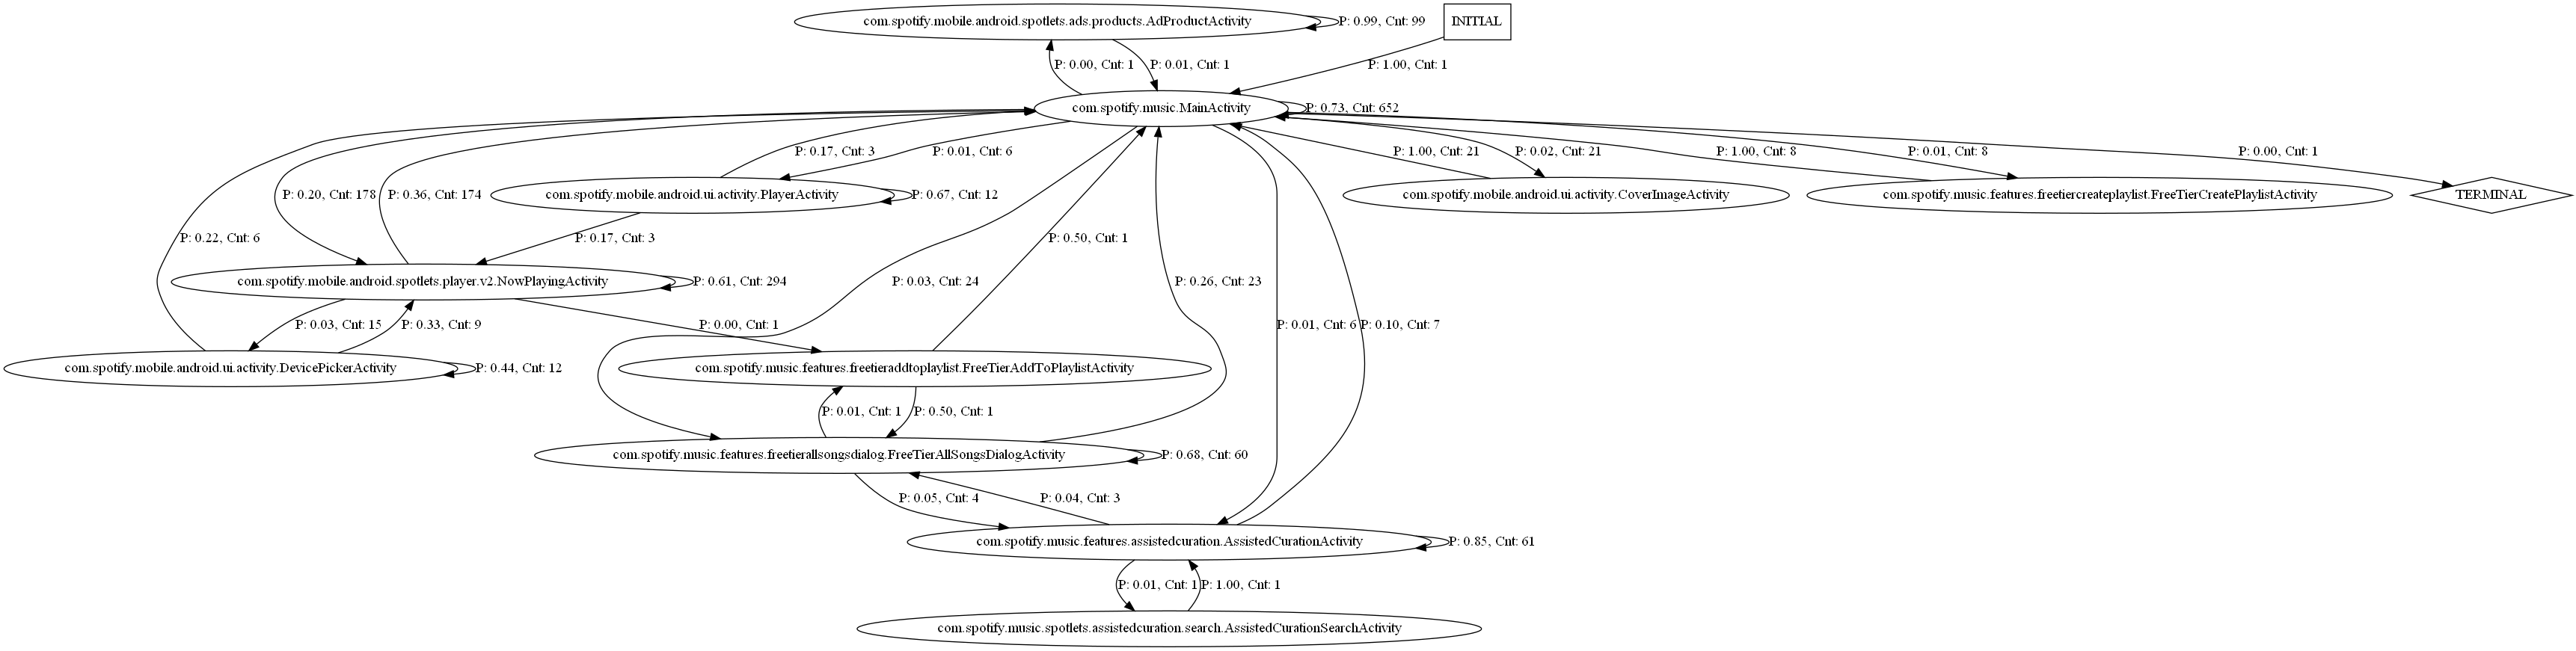 com.spotify.mobile.android.spotlets.ads.products.AdProductActivity
P: 0.99, Cnt: 99
INITIAL
P: 0.00, Cnt: 1
P: 0.01, Cnt: 1
P: 1.00, Cnt: 1
com.spotify.music.MainActivity
P: 0.73, Cnt: 652
P: 0.17, Cnt: 3
P: 0.01, Cnt: 6
P: 1.00, Cnt: 21
P: 0.02, Cnt: 21
P: 1.00, Cnt: 8
P: 0.01, Cnt: 8
P: 0.00, Cnt: 1
P: 0.20, Cnt: 178
P: 0.36, Cnt: 174
com.spotify.mobile.android.ui.activity.PlayerActivity
P: 0.67, Cnt: 12
com.spotify.mobile.android.ui.activity.CoverImageActivity
com.spotify.music.features.freetiercreateplaylist.FreeTierCreatePlaylistActivity
TERMINAL
P: 0.22, Cnt: 6
P: 0.17, Cnt: 3
P: 0.50, Cnt: 1
com.spotify.mobile.android.spotlets.player.v2.NowPlayingActivity
P: 0.61, Cnt: 294
P: 0.03, Cnt: 24
P: 0.26, Cnt: 23
P: 0.03, Cnt: 15
P: 0.33, Cnt: 9
P: 0.00, Cnt: 1
P: 0.01, Cnt: 6
P: 0.10, Cnt: 7
com.spotify.mobile.android.ui.activity.DevicePickerActivity
P: 0.44, Cnt: 12
com.spotify.music.features.freetieraddtoplaylist.FreeTierAddToPlaylistActivity
P: 0.01, Cnt: 1
P: 0.50, Cnt: 1
com.spotify.music.features.freetierallsongsdialog.FreeTierAllSongsDialogActivity
P: 0.68, Cnt: 60
P: 0.05, Cnt: 4
P: 0.04, Cnt: 3
com.spotify.music.features.assistedcuration.AssistedCurationActivity
P: 0.85, Cnt: 61
P: 0.01, Cnt: 1
P: 1.00, Cnt: 1
com.spotify.music.spotlets.assistedcuration.search.AssistedCurationSearchActivity